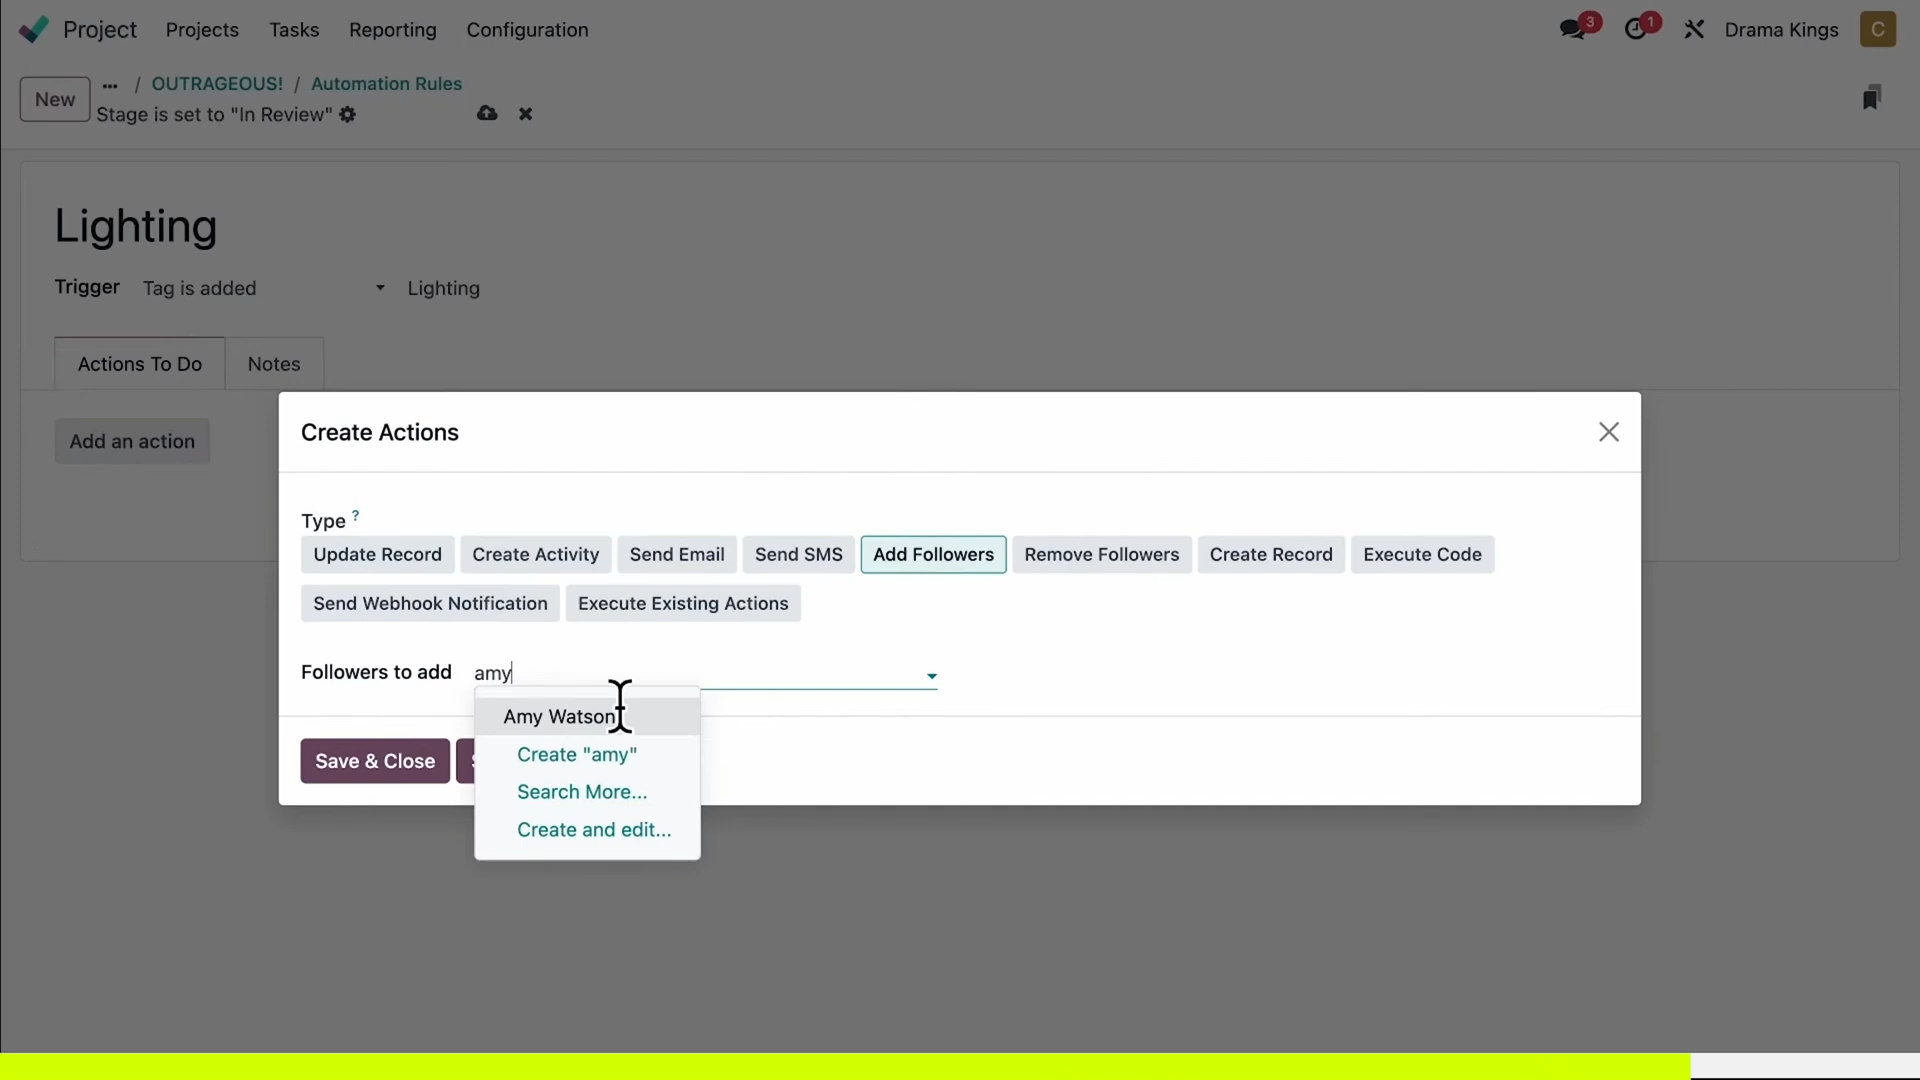 Project Projects Tasks Reporting Configuration 3 1 Drama Kings C
New ... / OUTRAGEOUS! / Automation Rules
Stage is set to "In Review"
Lighting
Trigger Tag is added Lighting
Actions To Do Notes
Add an action
Create Actions
Type ?
Update Record Create Activity Send Email Send SMS Add Followers Remove Followers Create Record Execute Code
Send Webhook Notification Execute Existing Actions
Followers to add amy
Amy Watson
Create "amy"
Save & Close
Search More...
Create and edit...